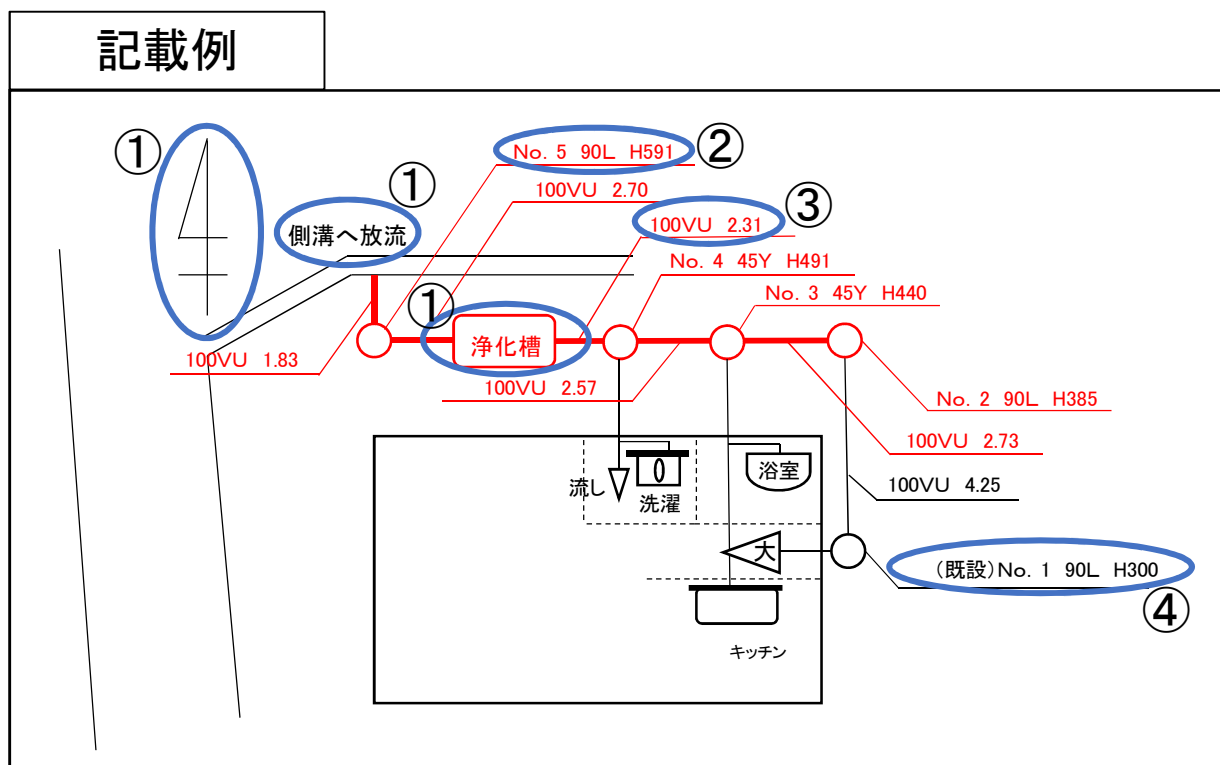 記載例
①
①
No. 5 90L H591
②
100VU 2.70
③
側溝へ放流
100VU 2.31
No. 4 45Y H491
①
No. 3 45Y H440
浄化槽
100VU 1.83
100VU 2.57
No. 2 90L H385
100VU 2.73
流し
洗濯
浴室
100VU 4.25
大
(既設)No. 1 90L H300
④
キッチン